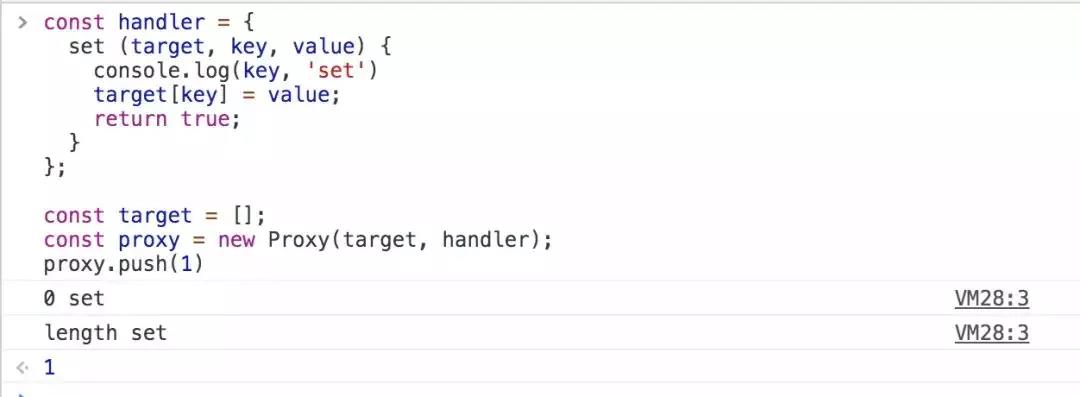 const handler = {
set (target, key, value) {
console.log(key, 'set')
target[key] = value;
return true;
}
};
const target = [];
const proxy = new Proxy(target, handler);
proxy.push(1)
0 set VM28:3
length set VM28:3
1